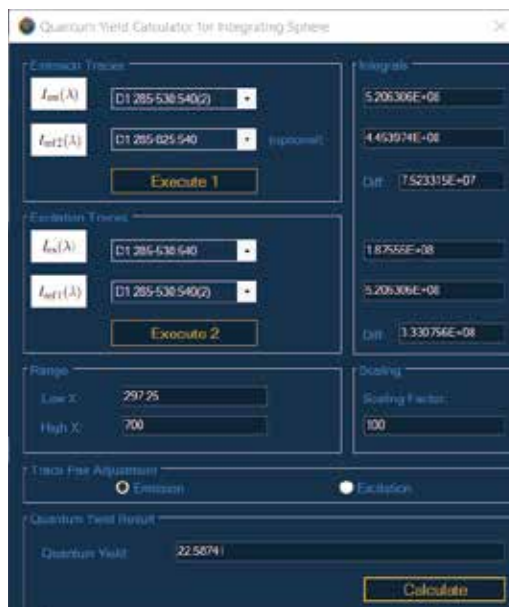 Quantum Yield Calculator for Integrating Sphere
Emission Traces
Iem(λ)
D1 285-530:540(2)
Iref2(λ)
D1 285-825:540
(optional)
Execute 1
Excitation Traces
Iex(λ)
D1 285-530:540
Iref1(λ)
D1 285-530:540(2)
Execute 2
Integrals
5.206306E+08
4.453974E+08
Diff: 7.523315E+07
1.87555E+08
5.206306E+08
Diff: 3.330756E+08
Range
Low X: 297.25
High X: 700
Scaling
Scaling Factor:
100
Trace Pair Adjustment
Emission
Excitation
Quantum Yield Result
Quantum Yield: 22.58741
Calculate